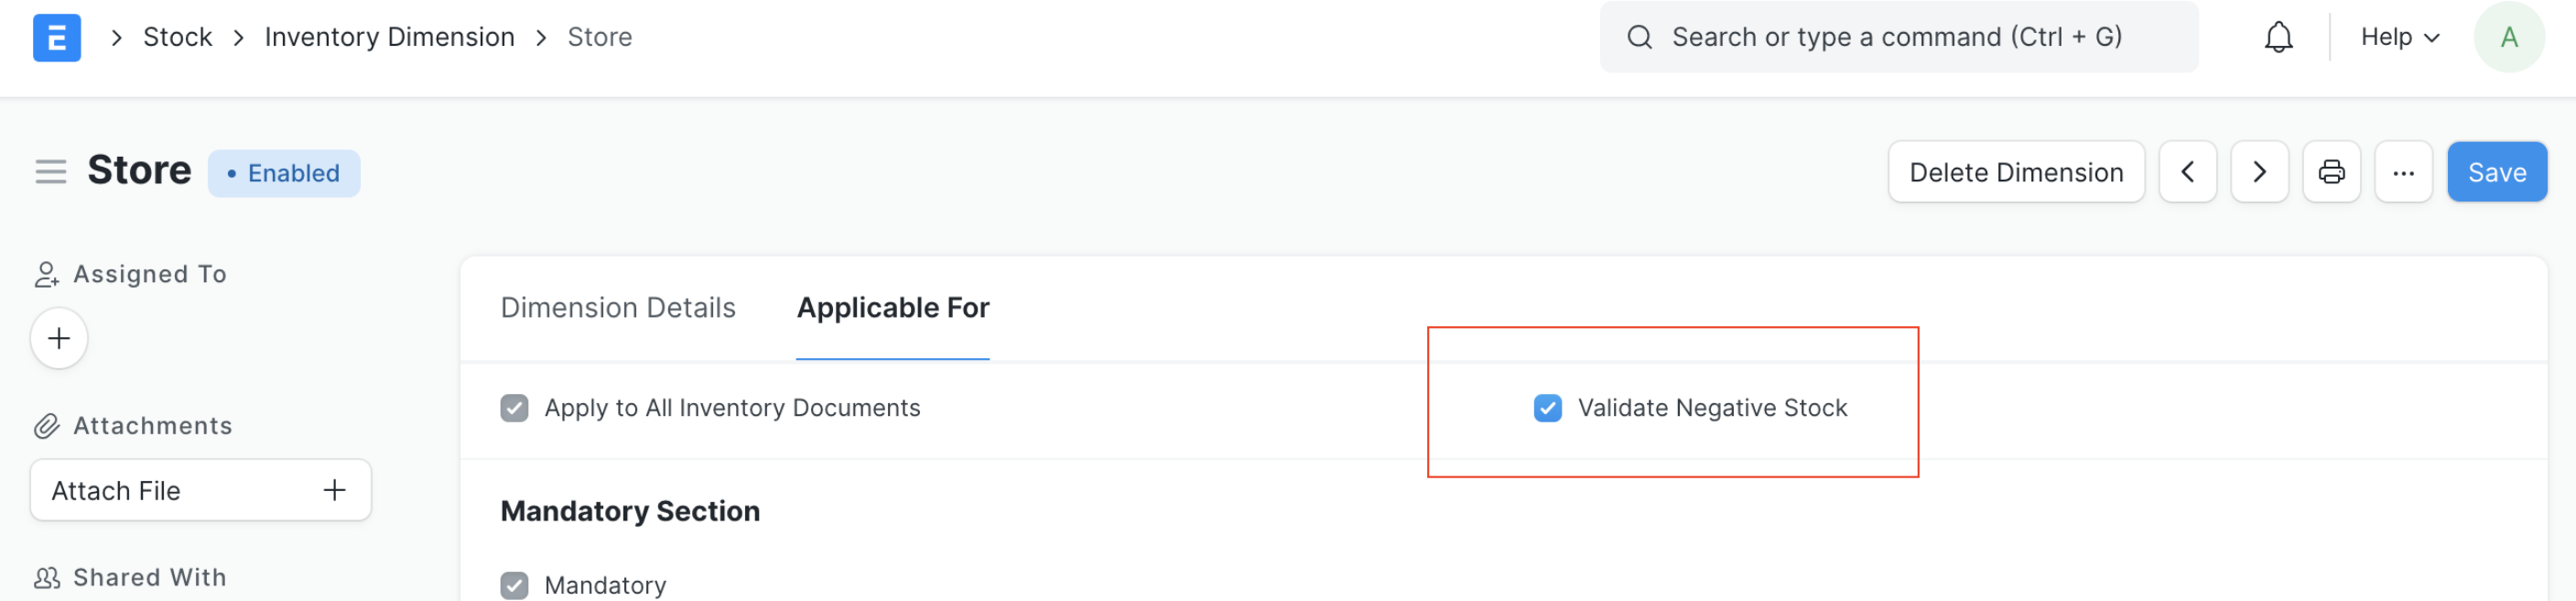 E
Stock
Inventory Dimension
Store
Search or type a command (Ctrl + G)
Help
A
Store
• Enabled
Delete Dimension
...
Save
Assigned To
Attachments
Attach File
Shared With
Dimension Details
Applicable For
Apply to All Inventory Documents
Validate Negative Stock
Mandatory Section
Mandatory